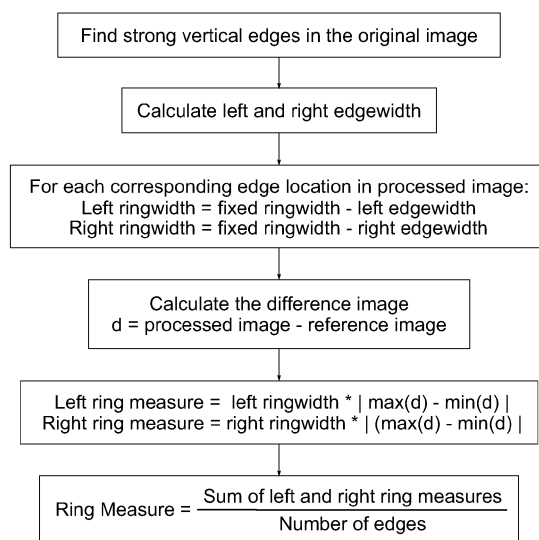 Find strong vertical edges in the original image
Calculate left and right edgewidth
For each corresponding edge location in processed image:
Left ringwidth = fixed ringwidth - left edgewidth
Right ringwidth = fixed ringwidth - right edgewidth
Calculate the difference image
d = processed image - reference image
Left ring measure = left ringwidth * | max(d) - min(d) |
Right ring measure = right ringwidth * | (max(d) - min(d) |
Ring Measure =
Sum of left and right ring measures
Number of edges